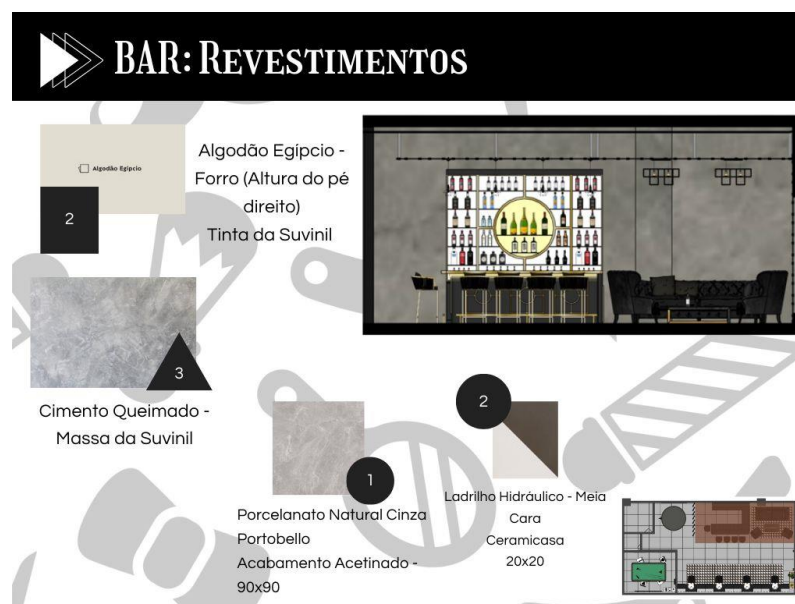 BAR: REVESTIMENTOS
Algodão Egípcio
2
Algodão Egípcio -
Forro (Altura do pé
direito)
Tinta da Suvinil
3
Cimento Queimado -
Massa da Suvinil
1
Porcelanato Natural Cinza
Portobello
Acabamento Acetinado -
90x90
2
Ladrilho Hidráulico - Meia
Cara
Ceramicasa
20x20